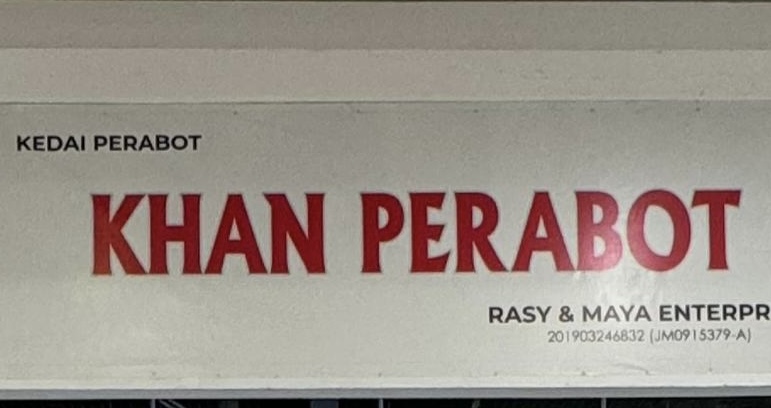 KEDAI PERABOT
KHAN PERABOT
RASY & MAYA ENTERPR
201903246832 (JM0915379-A)